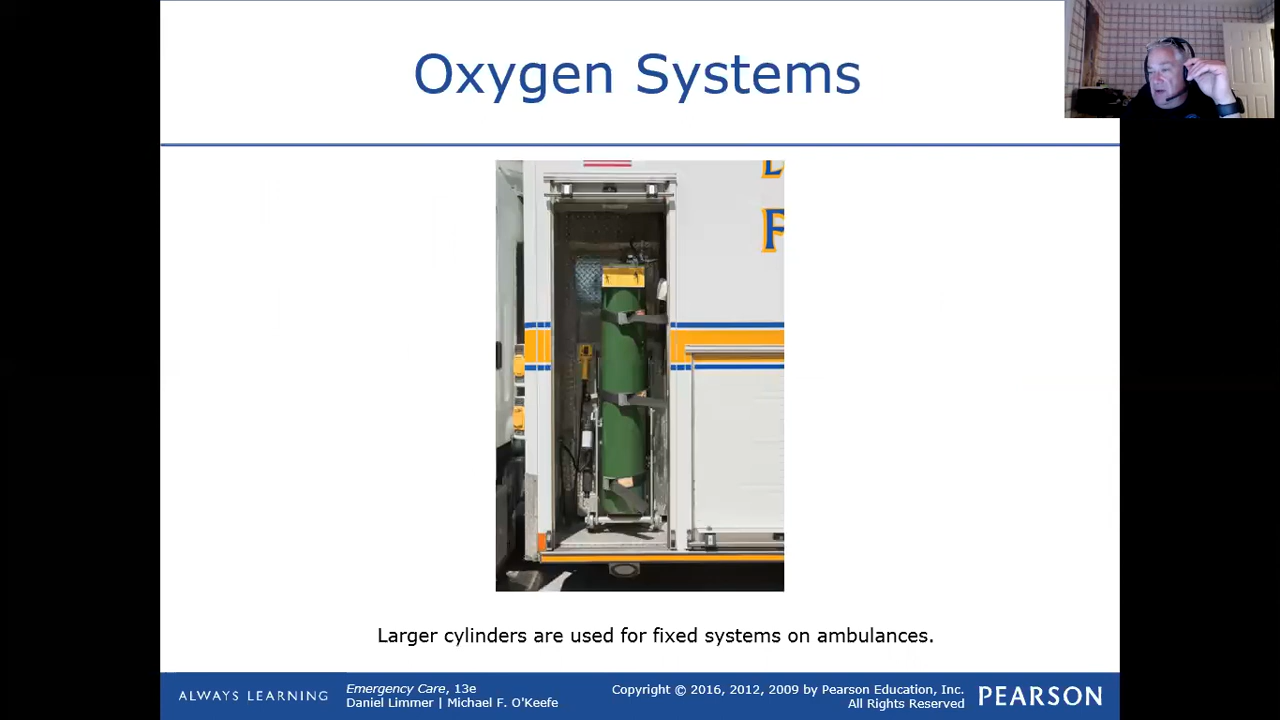 Oxygen Systems
F
Larger cylinders are used for fixed systems on ambulances.
ALWAYS LEARNING
Emergency Care, 13e
Daniel Limmer | Michael F. O'Keefe
Copyright © 2016, 2012, 2009 by Pearson Education, Inc.
All Rights Reserved
PEARSON